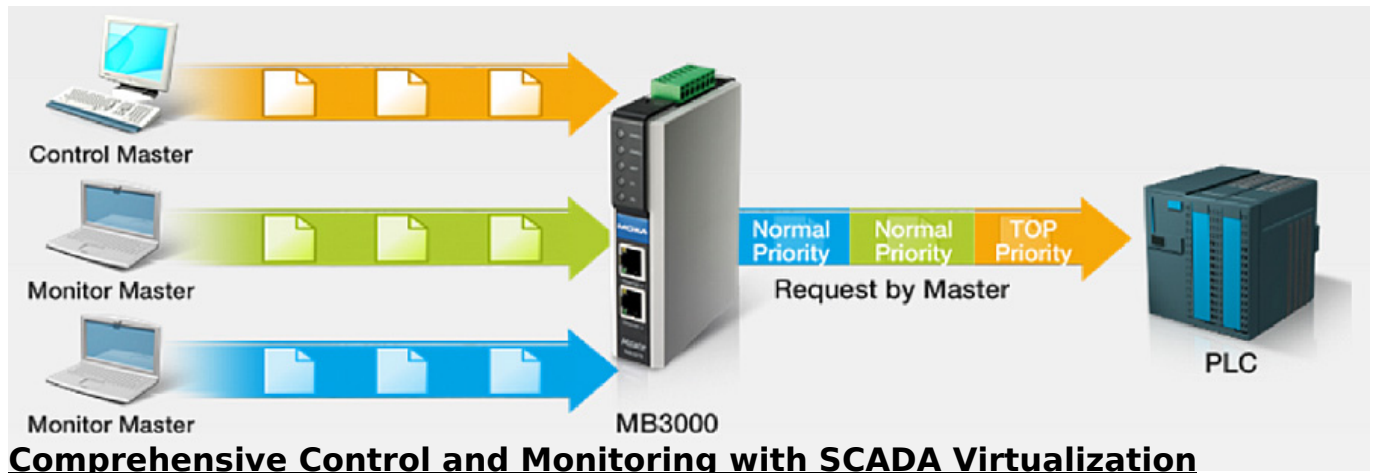 Control Master
Monitor Master
Monitor Master
MOXA
MB3000
Normal Priority
Normal Priority
TOP Priority
Request by Master
PLC
Comprehensive Control and Monitoring with SCADA Virtualization